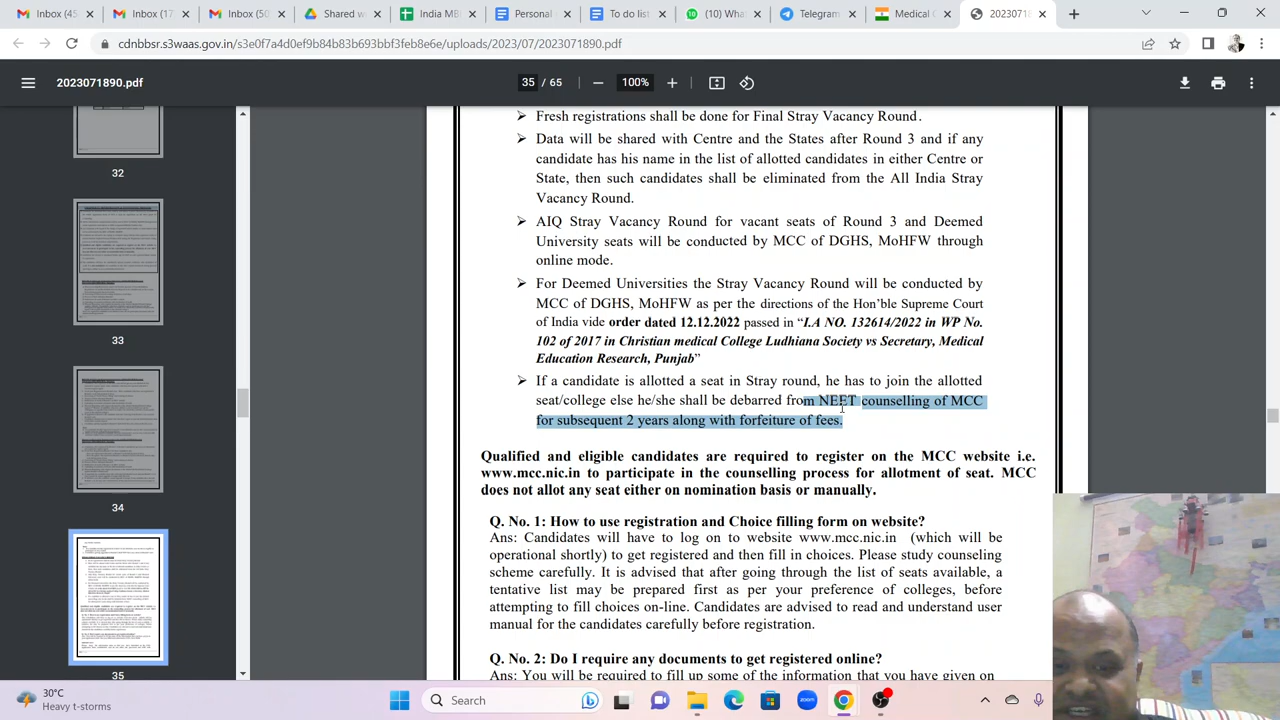 Inbox (45
Inbox (17
Inbox (50
Shared w
India MB
Personal
To do list
(10) Wha
Telegram
Medical C
2023071
cdnbbsr.s3waas.gov.in/s3e0f7a4d0ef9b84b83b693bbf3feb8e6e/uploads/2023/07/2023071890.pdf
2023071890.pdf
35 / 65
100%
Fresh registrations shall be done for Final Stray Vacancy Round.
Data will be shared with Centre and the States after Round 3 and if any
candidate has his name in the list of allotted candidates in either Centre or
State, then such candidates shall be eliminated from the All India Stray
Vacancy Round.
AIQ Stray Vacancy Round for vacant seats of Round 3 and Deemed
University seats will be conducted by MCC of DGHS, MoHFW through
online mode.
For Deemed Universities the Stray Vacancy Round will be conducted by
MCC of DGHS, MoHFW as per the directions of the Hon'ble Supreme Court
of India vide order dated 12.12.2022 passed in "I.A NO. 132614/2022 in WP No.
102 of 2017 in Christian medical College Ludhiana Society vs Secretary, Medical
Education Research, Punjab"
If a candidate is allotted a seat in Stray round, he has to join the allotted
seat/college else he/she shall be debarred from NEET counselling of MCC
subsequent 2 years along with forfeiture of fees.
Qualified and eligible candidates are required to register on the MCC website i.e.
www.mcc.nic.in to participate in the counselling process for allotment of seat. MCC
does not allot any seat either on nomination basis or manually.
Q. No. 1: How to use registration and Choice filling form on website?
Ans: Candidates will have to log on to website www.mcc.nic.in (which will be
operational shortly) to get registered and then fill choices. Please study counseling
scheme carefully. It is advised that after going through the list of seats available, a
tentative list may be prepared first as per your preference of colleges before
attempting to fill choices on-line. Candidates are advised to read and understand user
manual for the candidates carefully before registration.
Q. No. 2: Do I require any documents to get registered online?
Ans: You will be required to fill up some of the information that you have given on
32
33
34
35
30°C
Heavy t-storms
Search
zoom